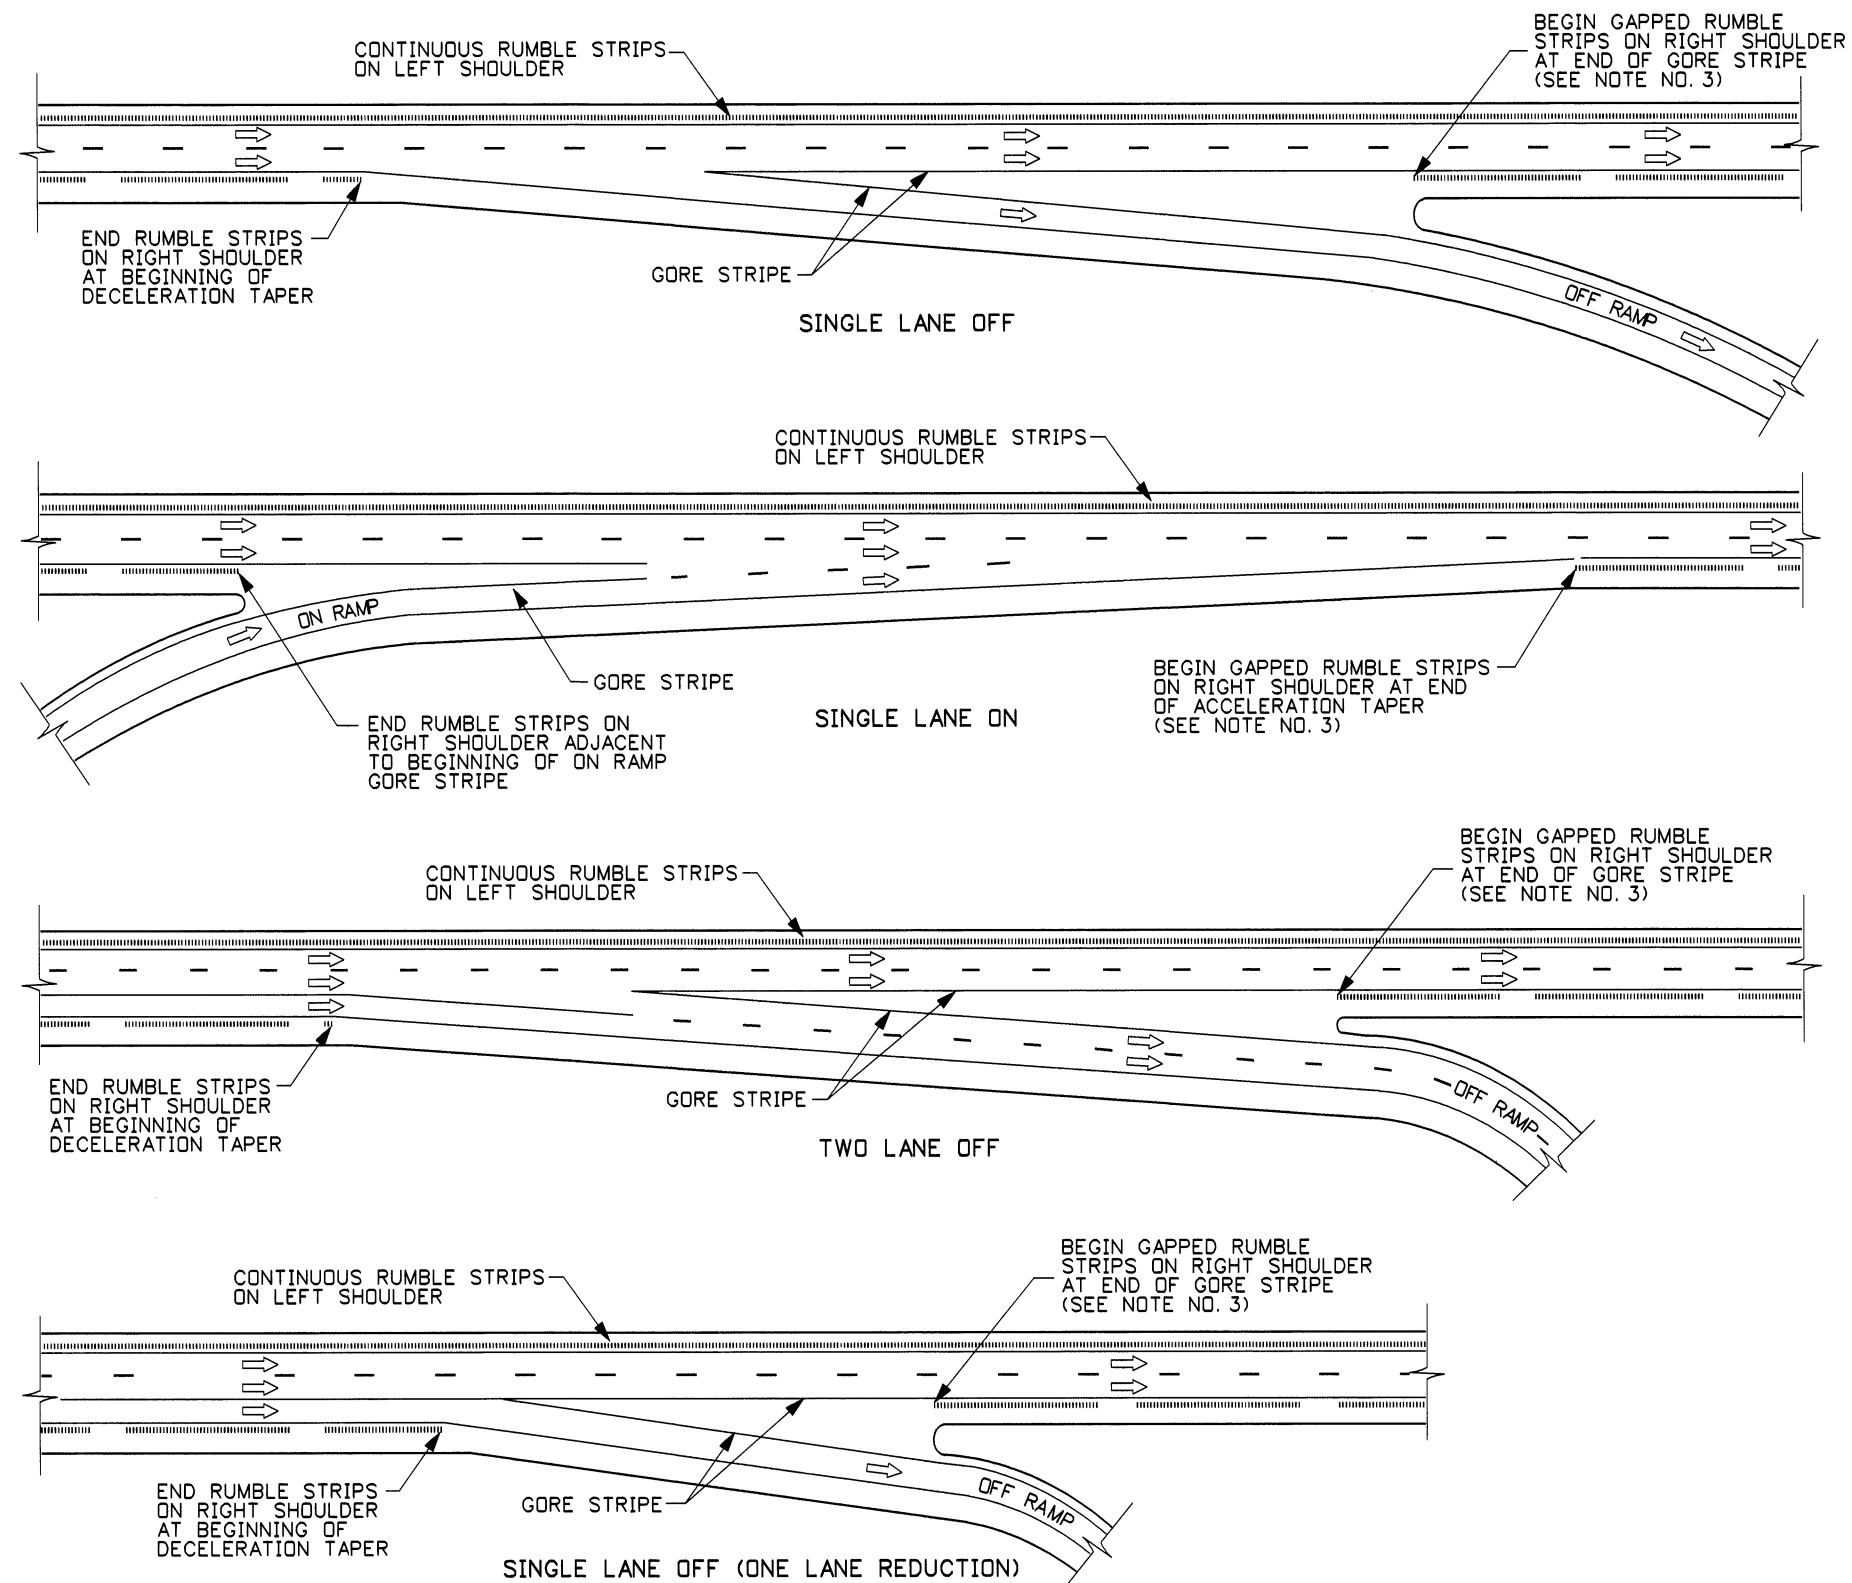 CONTINUOUS RUMBLE STRIPS
ON LEFT SHOULDER
BEGIN GAPPED RUMBLE
STRIPS ON RIGHT SHOULDER
AT END OF GORE STRIPE
(SEE NOTE NO. 3)
END RUMBLE STRIPS
ON RIGHT SHOULDER
AT BEGINNING OF
DECELERATION TAPER
GORE STRIPE
OFF RAMP
SINGLE LANE OFF
CONTINUOUS RUMBLE STRIPS
ON LEFT SHOULDER
ON RAMP
GORE STRIPE
END RUMBLE STRIPS ON
RIGHT SHOULDER ADJACENT
TO BEGINNING OF ON RAMP
GORE STRIPE
BEGIN GAPPED RUMBLE STRIPS
ON RIGHT SHOULDER AT END
OF ACCELERATION TAPER
(SEE NOTE NO. 3)
SINGLE LANE ON
CONTINUOUS RUMBLE STRIPS
ON LEFT SHOULDER
BEGIN GAPPED RUMBLE
STRIPS ON RIGHT SHOULDER
AT END OF GORE STRIPE
(SEE NOTE NO. 3)
END RUMBLE STRIPS
ON RIGHT SHOULDER
AT BEGINNING OF
DECELERATION TAPER
GORE STRIPE
OFF RAMP
TWO LANE OFF
CONTINUOUS RUMBLE STRIPS
ON LEFT SHOULDER
BEGIN GAPPED RUMBLE
STRIPS ON RIGHT SHOULDER
AT END OF GORE STRIPE
(SEE NOTE NO. 3)
END RUMBLE STRIPS
ON RIGHT SHOULDER
AT BEGINNING OF
DECELERATION TAPER
GORE STRIPE
OFF RAMP
SINGLE LANE OFF (ONE LANE REDUCTION)